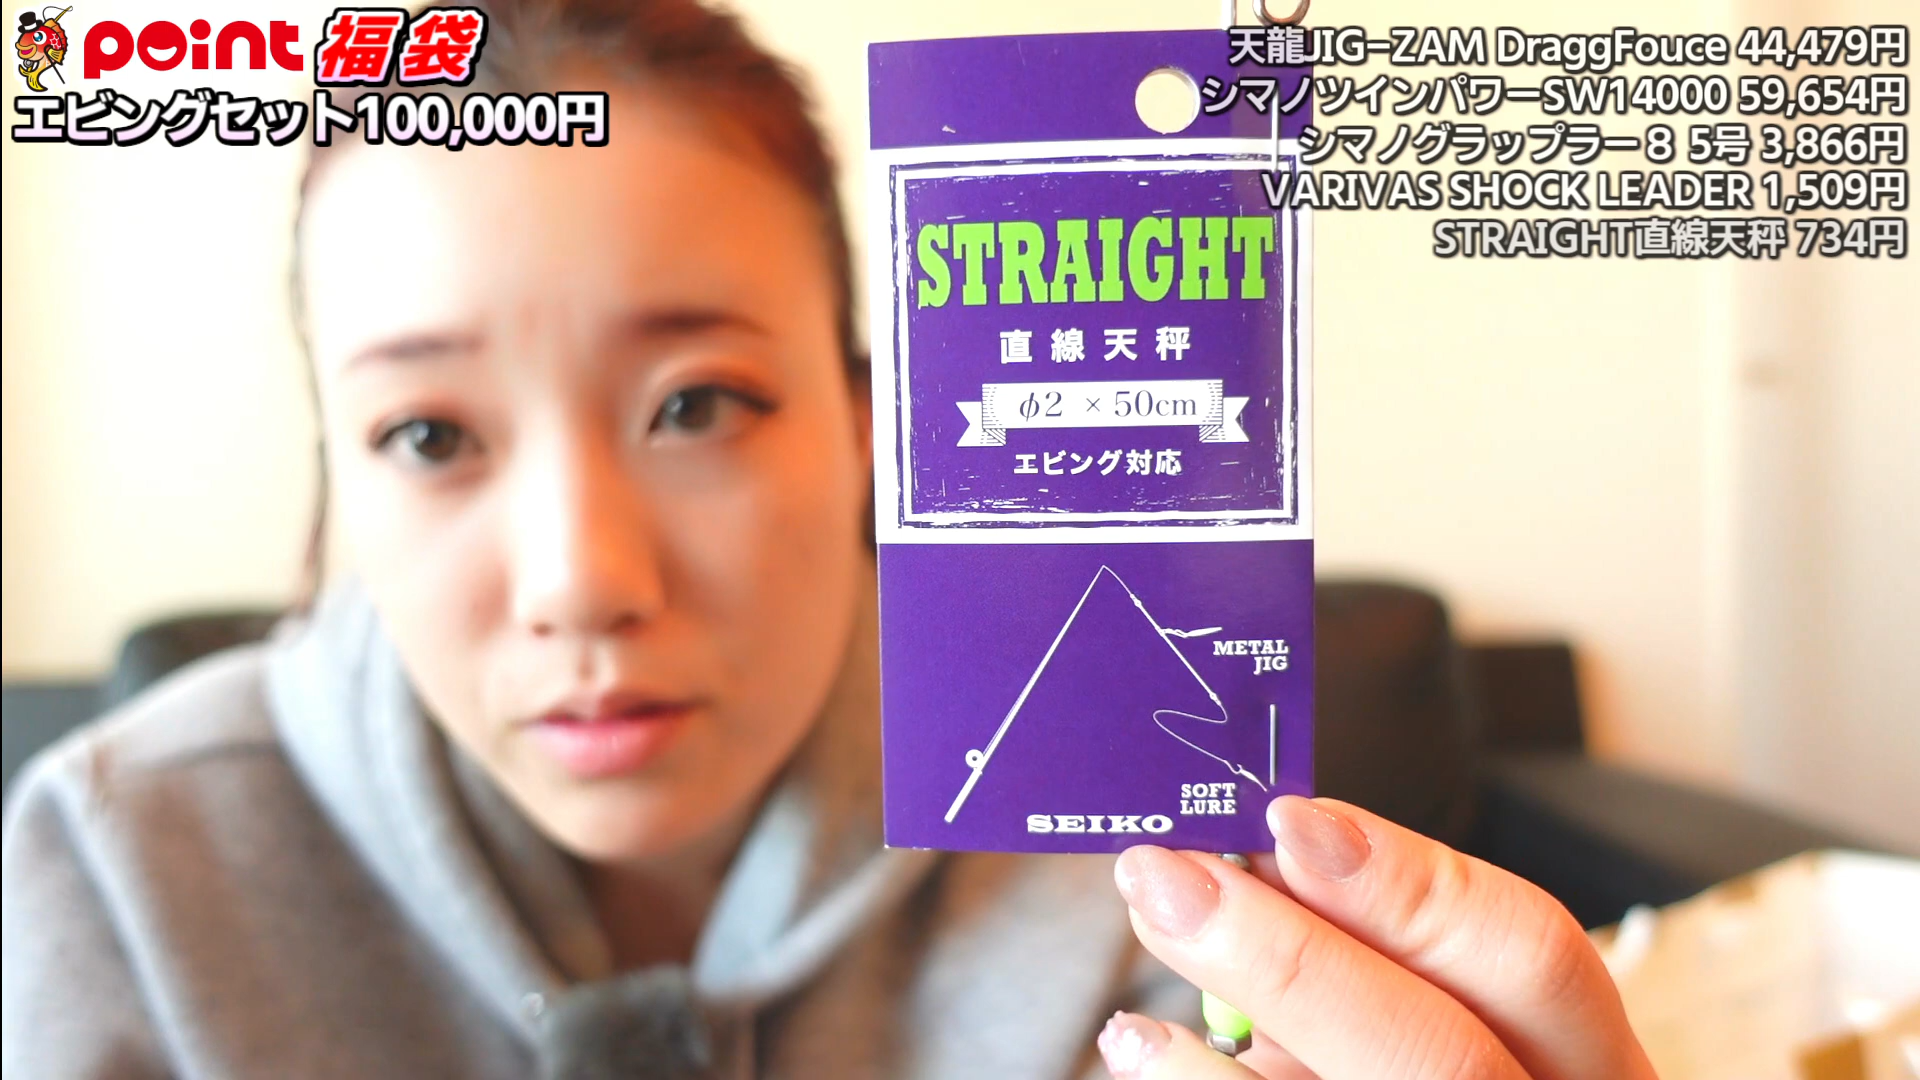 point 福袋
エビングセット100,000円
天龍JIG-ZAM DraggFouce 44,479円
シマノツインパワーSW14000 59,654円
シマノグラップラー8 5号 3,866円
VARIVAS SHOCK LEADER 1,509円
STRAIGHT直線天秤 734円
STRAIGHT
直線天秤
φ2 × 50cm
エビング対応
METAL
JIG
SOFT
LURE
SEIKO